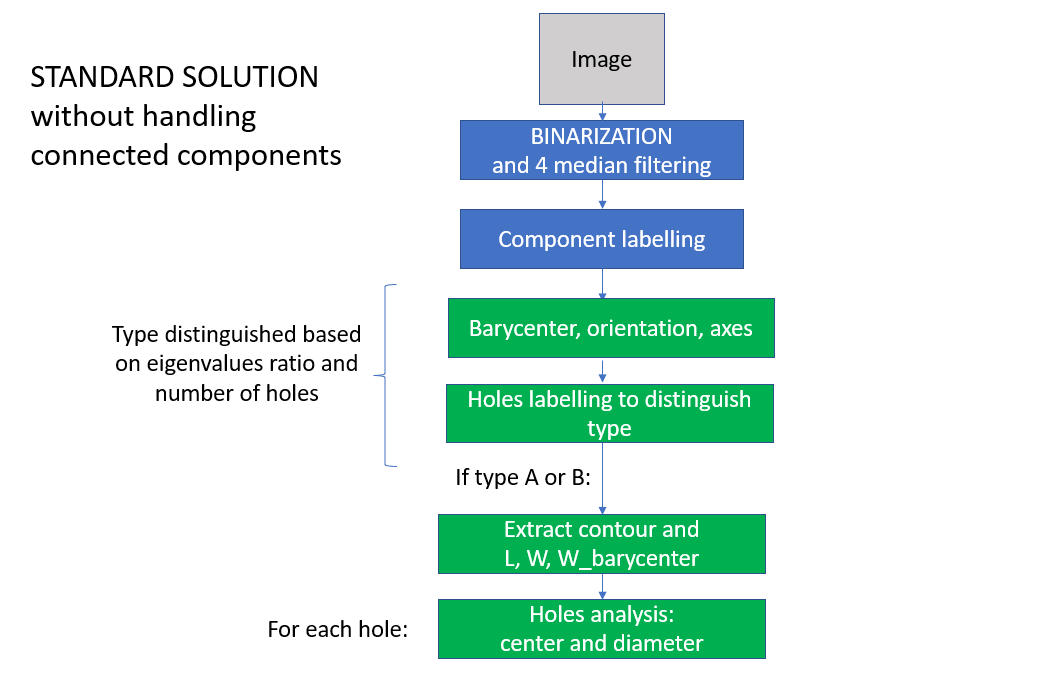 STANDARD SOLUTION
without handling
connected components
Image
BINARIZATION
and 4 median filtering
Component labelling
Type distinguished based
on eigenvalues ratio and
number of holes
Barycenter, orientation, axes
Holes labelling to distinguish
type
If type A or B:
Extract contour and
L, W, W_barycenter
For each hole:
Holes analysis:
center and diameter